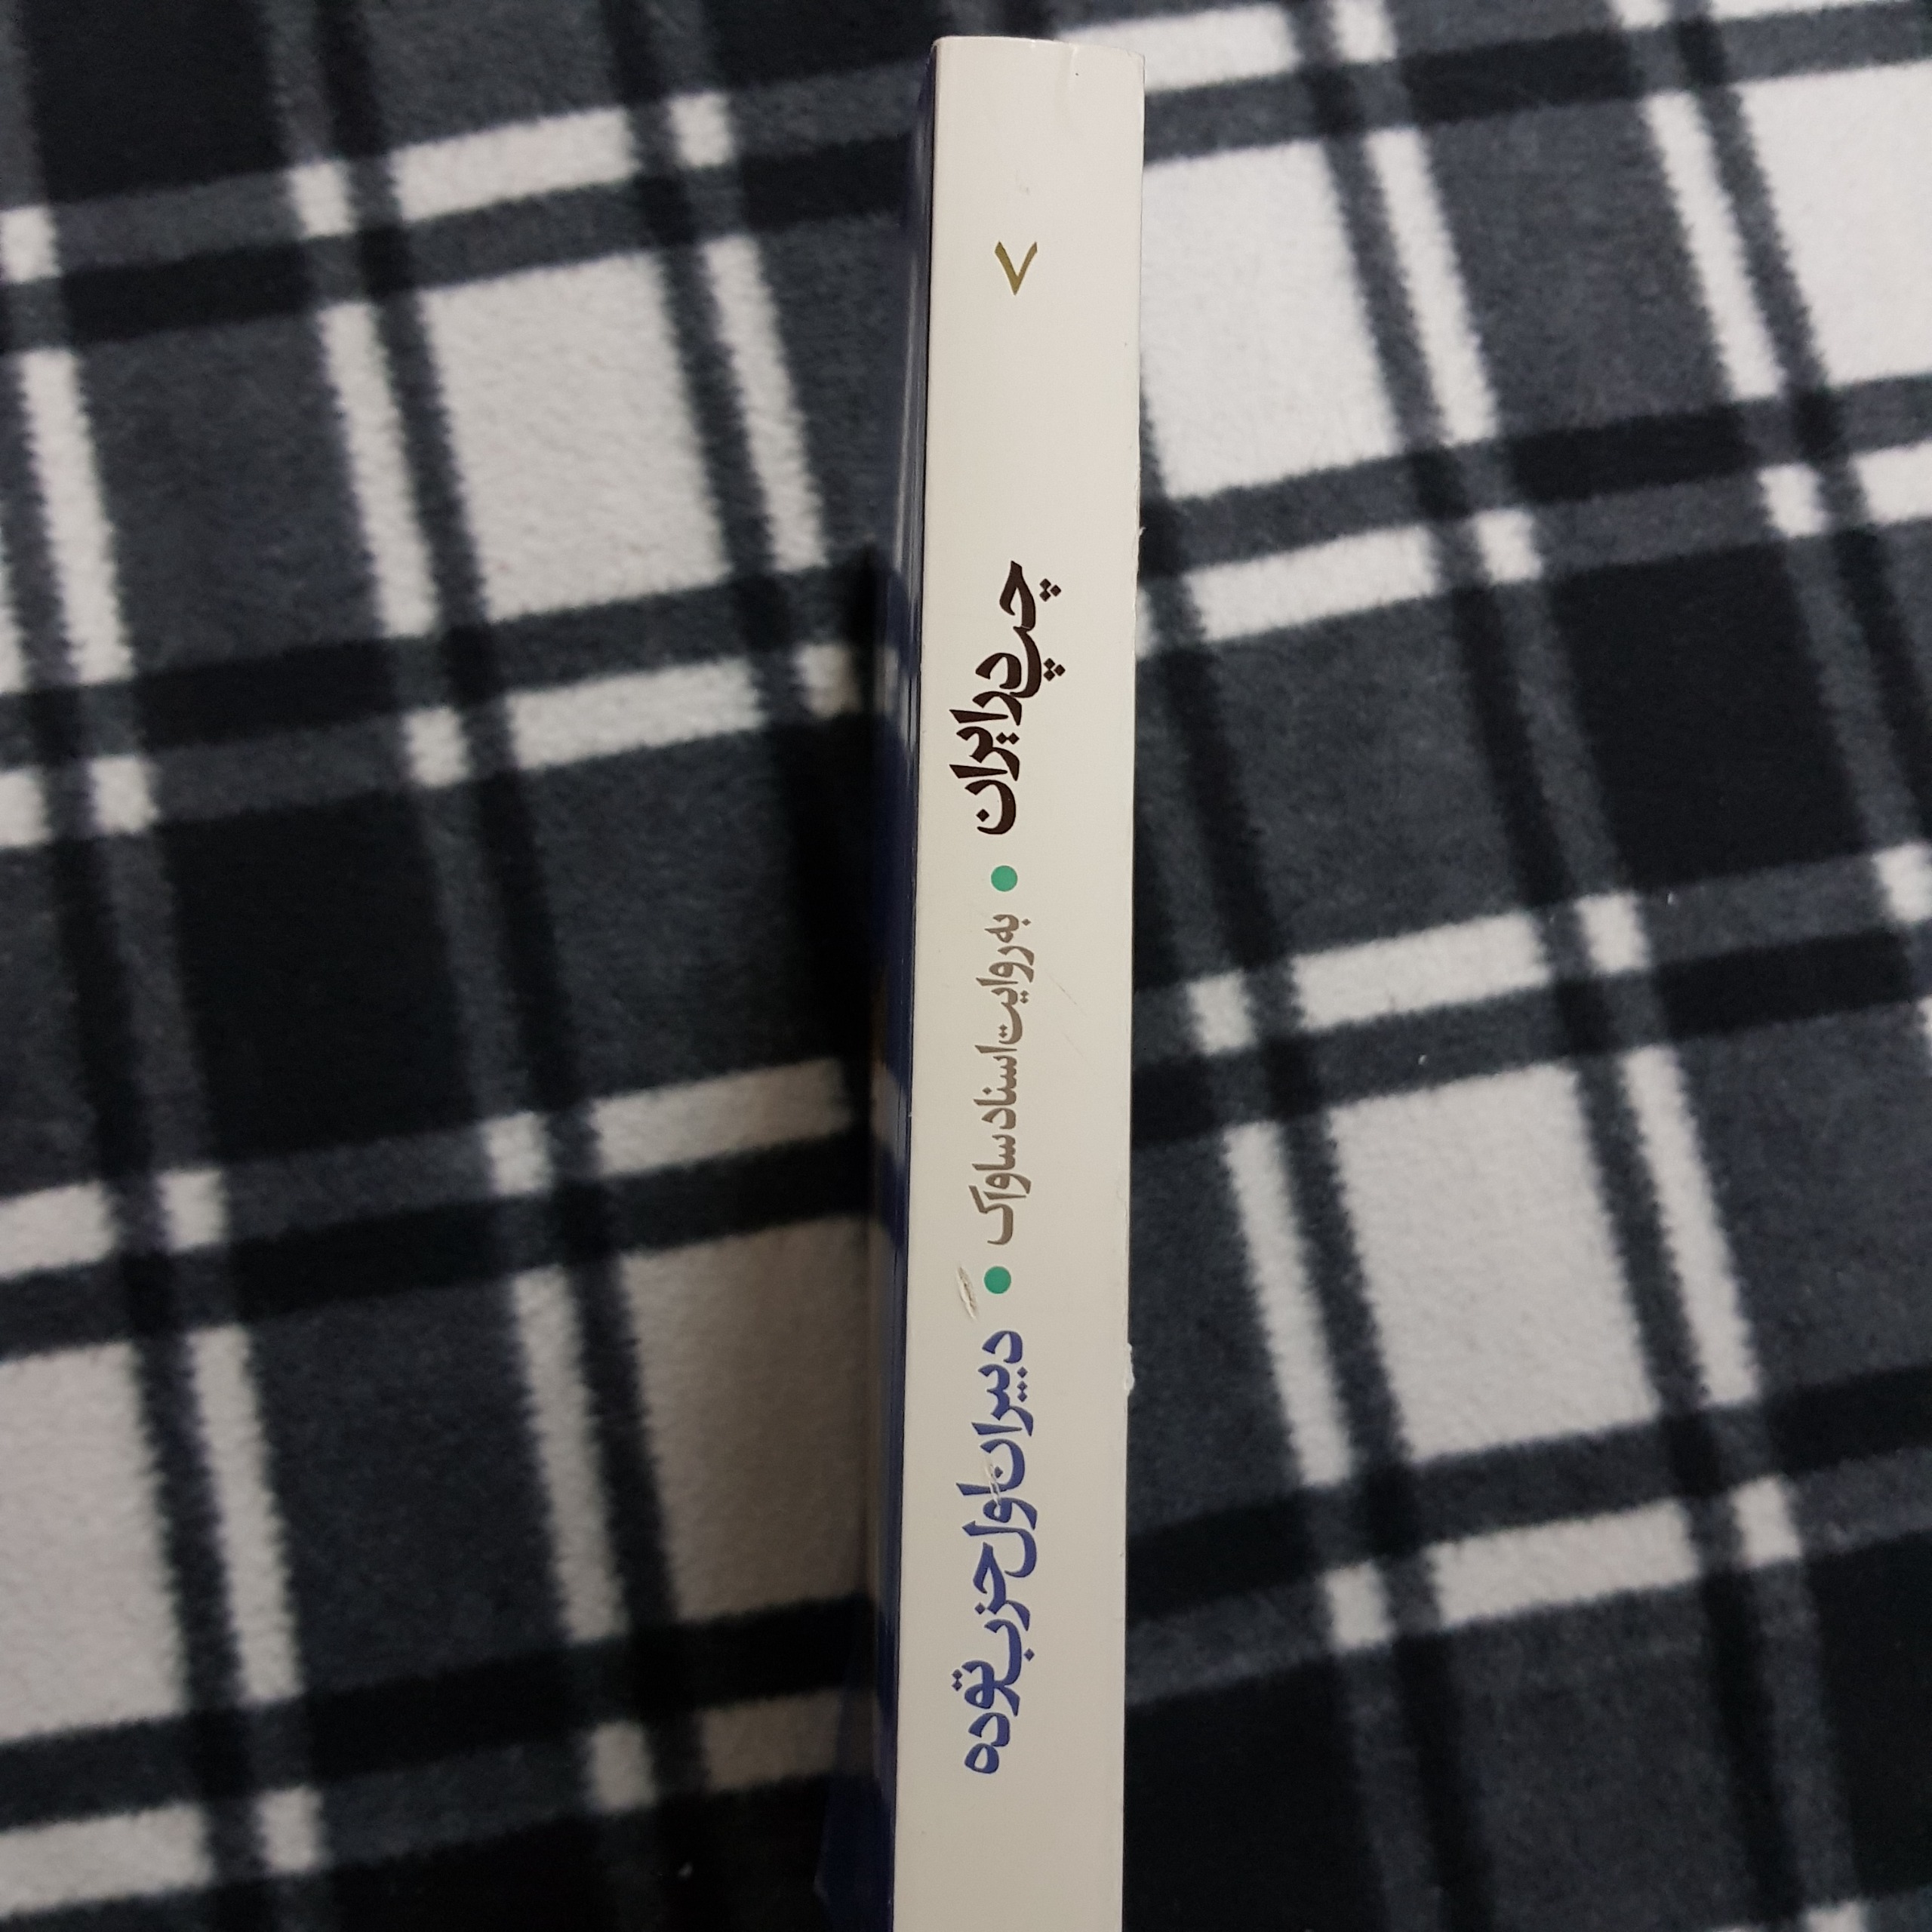 ۷
چپ در ایران • به روایت اسناد ساواک • دبیران اول حزب توده